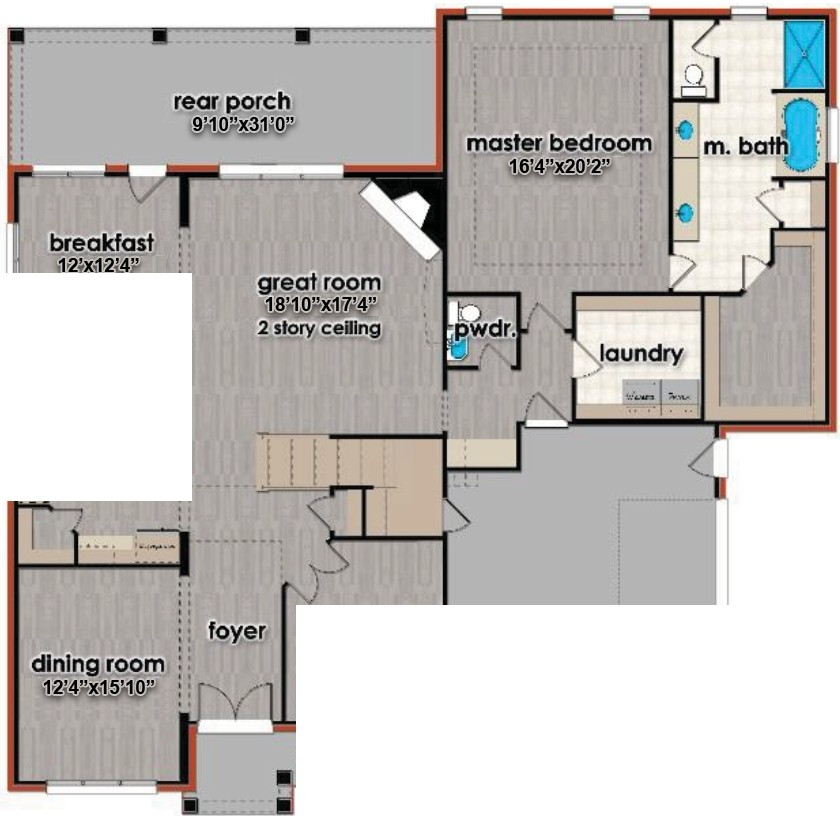 rear porch
9'10"x31'0"
master bedroom
16'4"x20'2"
m. bath
breakfast
12'x12'4"
great room
18'10"x17'4"
2 story ceiling
pwdr.
laundry
foyer
dining room
12'4"x15'10"